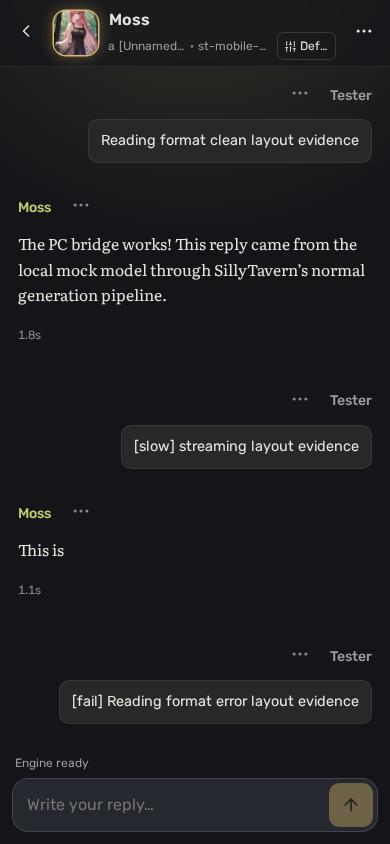 Moss
a [Unnamed… • st-mobile-… Def…
Tester
Reading format clean layout evidence
Moss
The PC bridge works! This reply came from the
local mock model through SillyTavern’s normal
generation pipeline.
1.8s
Tester
[slow] streaming layout evidence
Moss
This is
1.1s
Tester
[fail] Reading format error layout evidence
Engine ready
Write your reply…